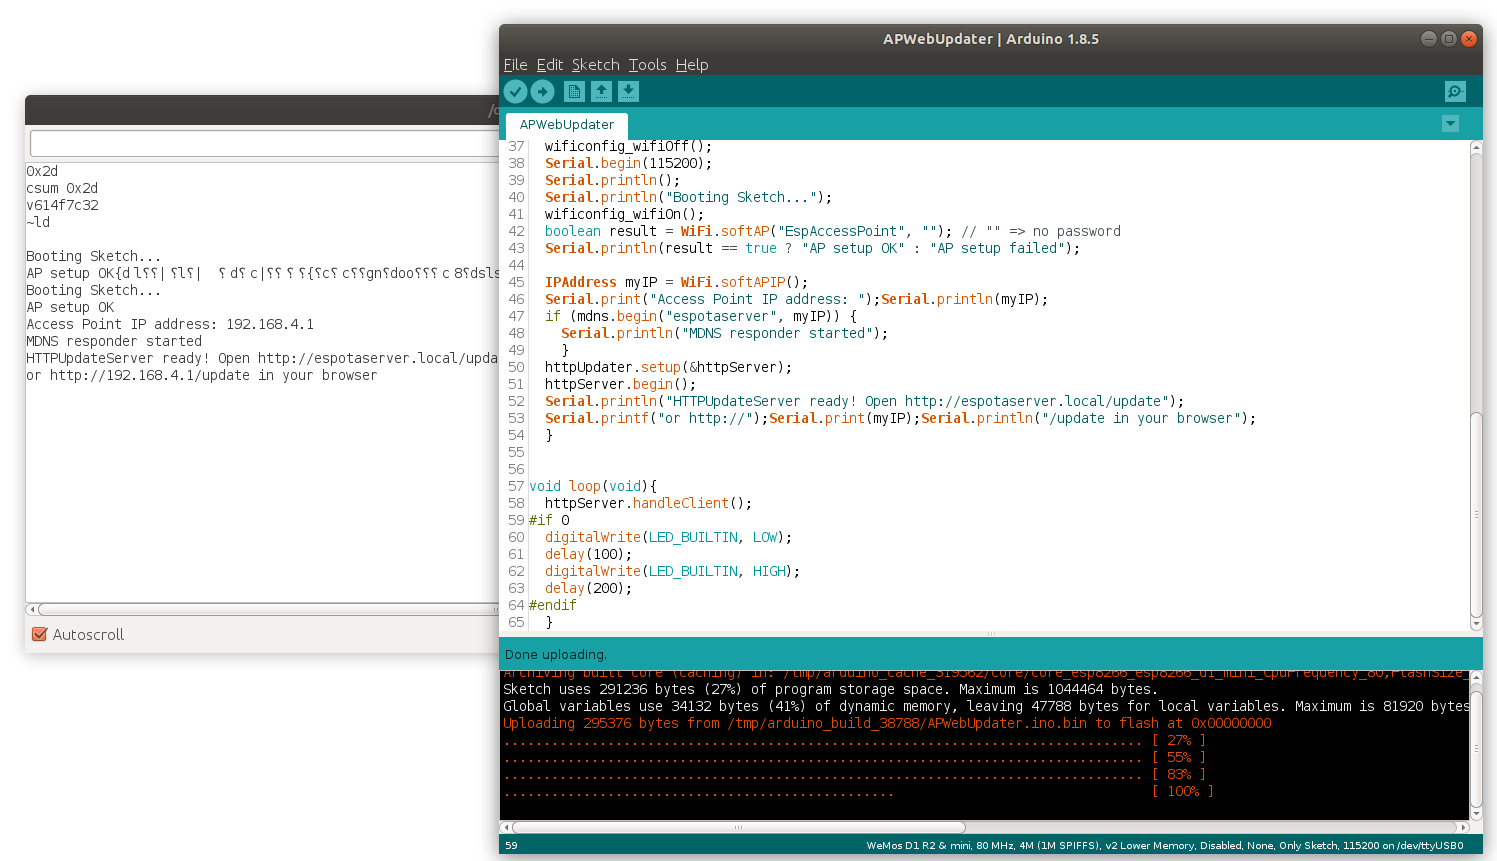 0x2d
csum 0x2d
v614f7c32
~ld
Booting Sketch...
AP setup OK
Booting Sketch...
AP setup OK
Access Point IP address: 192.168.4.1
MDNS responder started
HTTPUpdateServer ready! Open http://espotaserver.local/upda
or http://192.168.4.1/update in your browser
Autoscroll
APWebUpdater | Arduino 1.8.5
File Edit Sketch Tools Help
APWebUpdater
37 wificonfig_wifiOff();
38 Serial.begin(115200);
39 Serial.println();
40 Serial.println("Booting Sketch...");
41 wificonfig_wifiOn();
42 boolean result = WiFi.softAP("EspAccessPoint", ""); // "" => no password
43 Serial.println(result == true ? "AP setup OK" : "AP setup failed");
44
45 IPAddress myIP = WiFi.softAPIP();
46 Serial.print("Access Point IP address: ");Serial.println(myIP);
47 if (mdns.begin("espotaserver", myIP)) {
48 Serial.println("MDNS responder started");
49 }
50 httpUpdater.setup(&httpServer);
51 httpServer.begin();
52 Serial.println("HTTPUpdateServer ready! Open http://espotaserver.local/update");
53 Serial.printf("or http://");Serial.print(myIP);Serial.println("/update in your browser");
54 }
55
56
57 void loop(void){
58 httpServer.handleClient();
59 #if 0
60 digitalWrite(LED_BUILTIN, LOW);
61 delay(100);
62 digitalWrite(LED_BUILTIN, HIGH);
63 delay(200);
64 #endif
65 }
Done uploading.
Archiving built core (caching) in: /tmp/arduino_cache_319562/core/core_esp8266_esp8266_d1_mini_CpuFrequency_80,FlashSize_
Sketch uses 291236 bytes (27%) of program storage space. Maximum is 1044464 bytes.
Global variables use 34132 bytes (41%) of dynamic memory, leaving 47788 bytes for local variables. Maximum is 81920 bytes
Uploading 295376 bytes from /tmp/arduino_build_38788/APWebUpdater.ino.bin to flash at 0x00000000
................................................................................ [ 27% ]
................................................................................ [ 55% ]
................................................................................ [ 83% ]
................................................. [ 100% ]
59
WeMos D1 R2 & mini, 80 MHz, 4M (1M SPIFFS), v2 Lower Memory, Disabled, None, Only Sketch, 115200 on /dev/ttyUSB0